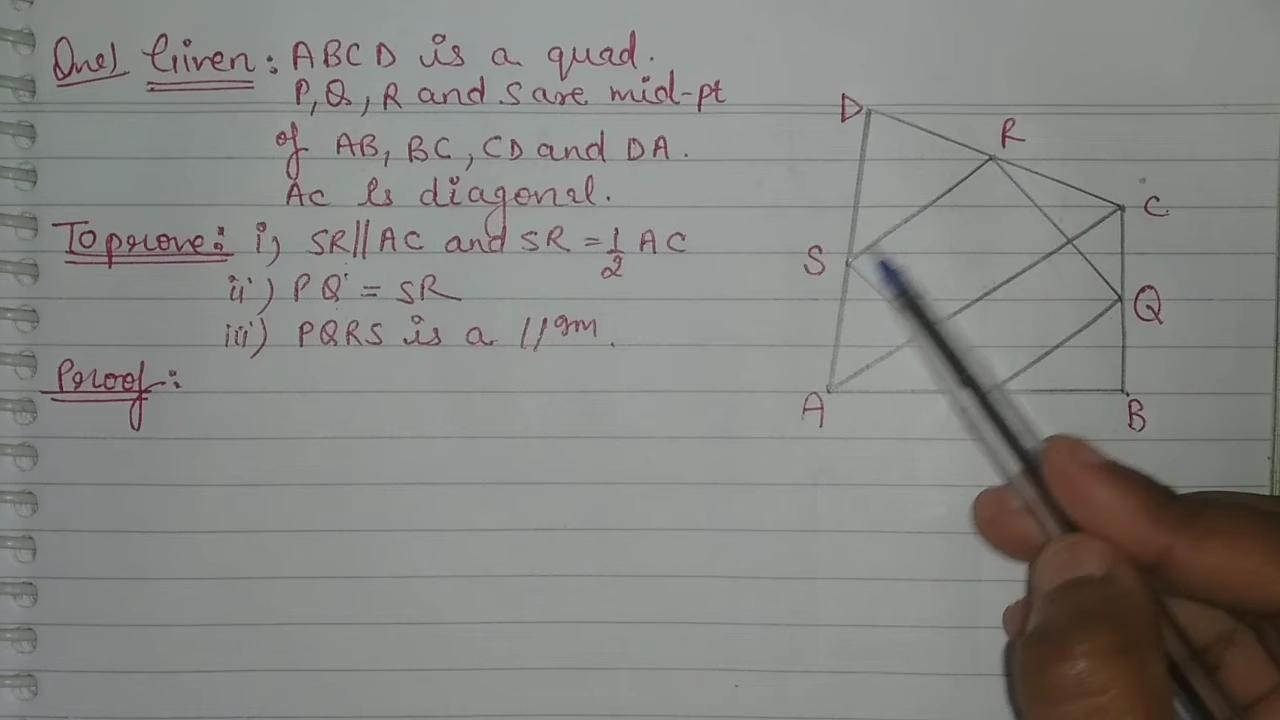 Que1 Given: ABCD is a quad.
P, Q, R and S are mid-pt
of AB, BC, CD and DA.
AC is diagonal.
To prove: i) SR||AC and SR = 1/2 AC
ii) PQ = SR
iii) PQRS is a ||gm.
Proof:
D
R
C
S
Q
A
B